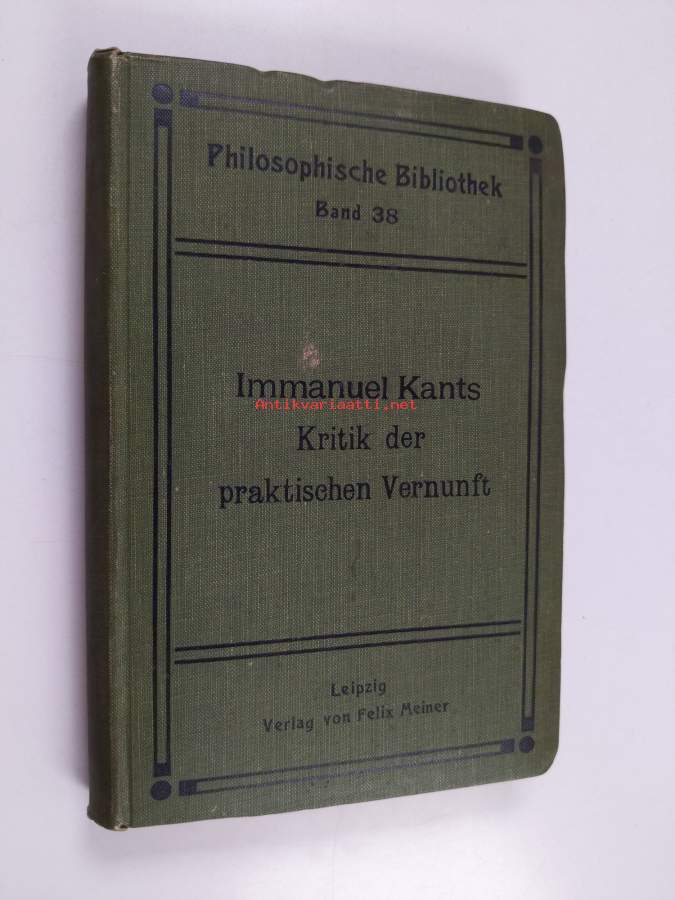 Philosophische Bibliothek
Band 38
Immanuel Kants
Antikvariaatti.net
Kritik der
praktischen Vernunft
Leipzig
Verlag von Felix Meiner